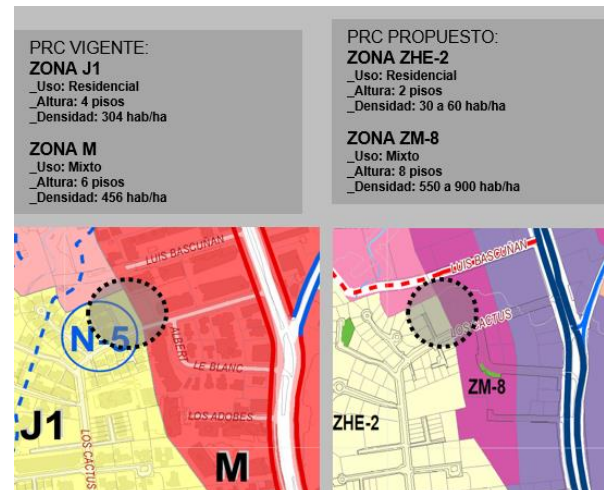 PRC VIGENTE:
ZONA J1
_Uso: Residencial
_Altura: 4 pisos
_Densidad: 304 hab/ha
ZONA M
_Uso: Mixto
_Altura: 6 pisos
_Densidad: 456 hab/ha
PRC PROPUESTO:
ZONA ZHE-2
_Uso: Residencial
_Altura: 2 pisos
_Densidad: 30 a 60 hab/ha
ZONA ZM-8
_Uso: Mixto
_Altura: 8 pisos
_Densidad: 550 a 900 hab/ha
LUIS BASCUÑAN
N 5
ALBERT
LE BLANC
LOS ADOBES
J1
LOS CACTUS
M
LUIS BASCUÑAN
LOS CACTUS
ZM-8
ZHE-2